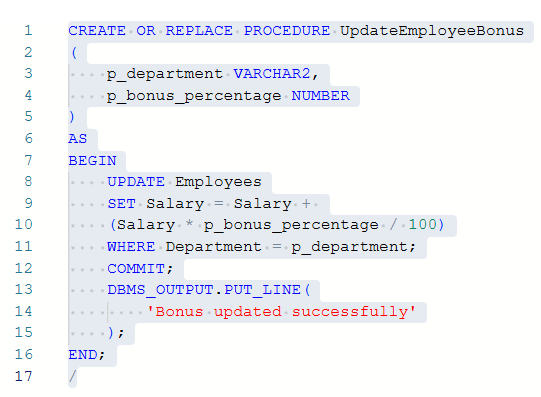 1 CREATE OR REPLACE PROCEDURE UpdateEmployeeBonus
2 (
3     p_department VARCHAR2,
4     p_bonus_percentage NUMBER
5 )
6 AS
7 BEGIN
8     UPDATE Employees
9     SET Salary = Salary +
10     (Salary * p_bonus_percentage / 100)
11     WHERE Department = p_department;
12     COMMIT;
13     DBMS_OUTPUT.PUT_LINE(
14         'Bonus updated successfully'
15     );
16 END;
17 /